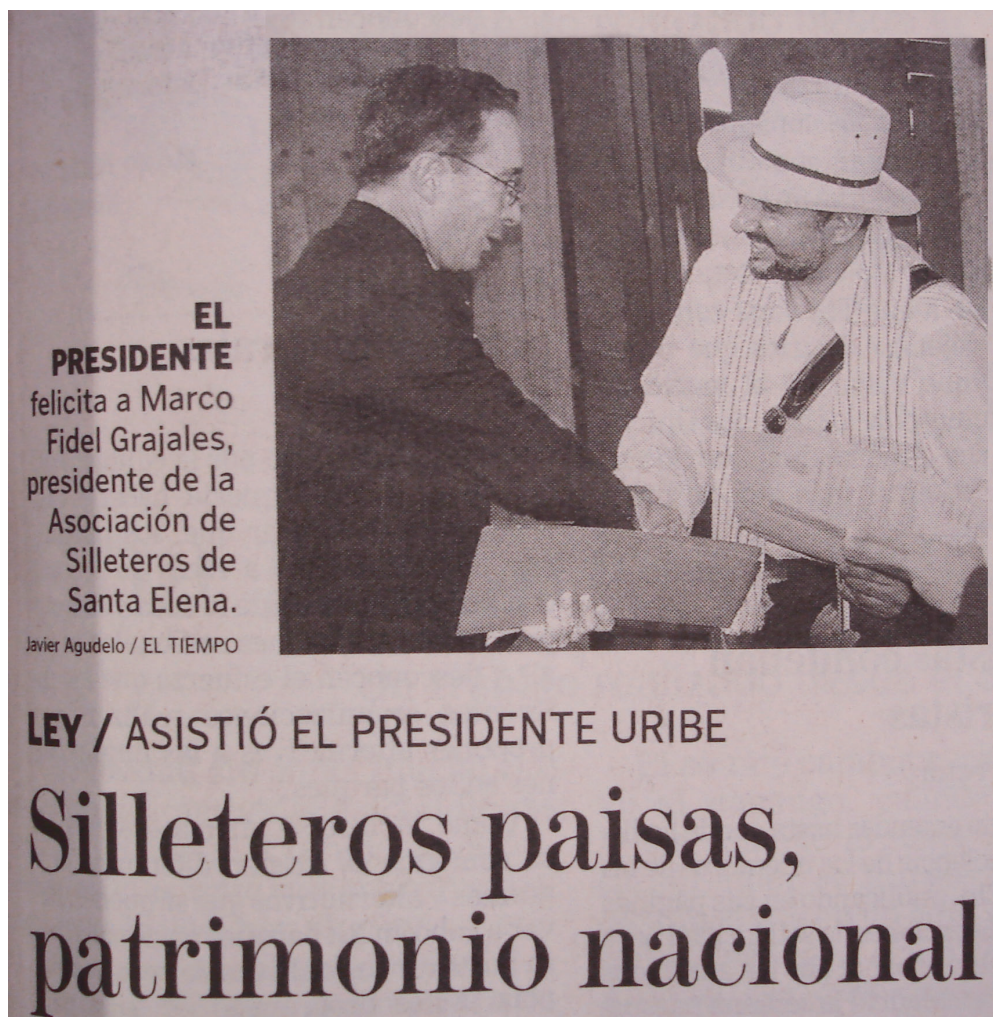 EL
PRESIDENTE
felicita a Marco
Fidel Grajales,
presidente de la
Asociación de
Silleteros de
Santa Elena.
Javier Agudelo / EL TIEMPO
LEY / ASISTIÓ EL PRESIDENTE URIBE
Silleteros paisas,
patrimonio nacional